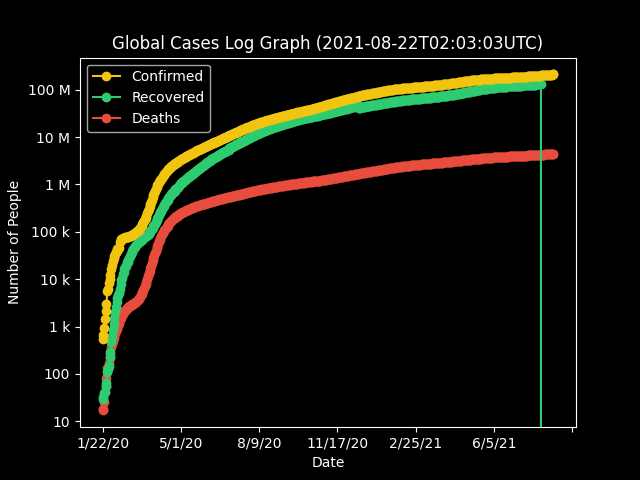 Global Cases Log Graph (2021-08-22T02:03:03UTC)
Confirmed
Recovered
Deaths
100 M
10 M
1 M
100 k
10 k
1 k
100
10
Number of People
1/22/20 5/1/20 8/9/20 11/17/20 2/25/21 6/5/21
Date